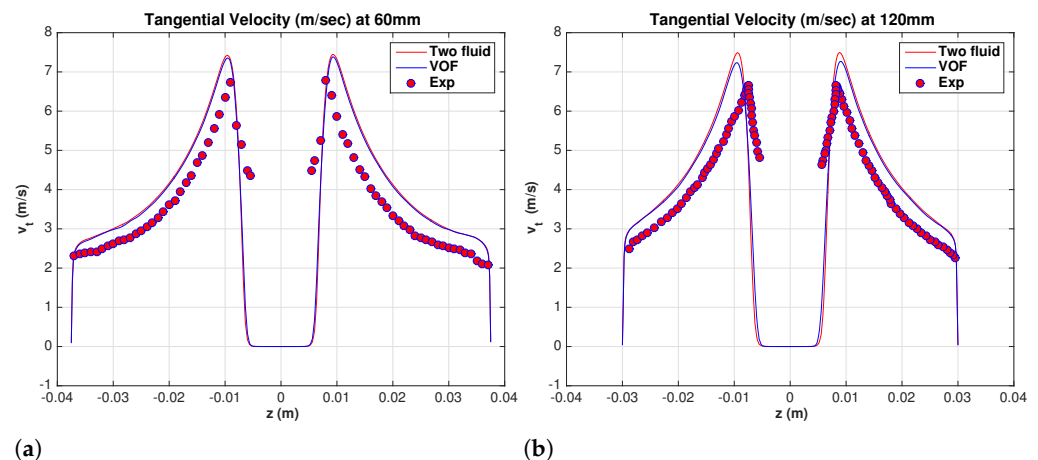 Tangential Velocity (m/sec) at 60mm
8
7
6
5
4
3
2
1
0
-1
v_t (m/s)
-0.04
-0.03
-0.02
-0.01
0
0.01
0.02
0.03
0.04
z (m)
Two fluid
VOF
Exp
(a)
Tangential Velocity (m/sec) at 120mm
8
7
6
5
4
3
2
1
0
-1
v_t (m/s)
-0.04
-0.03
-0.02
-0.01
0
0.01
0.02
0.03
0.04
z (m)
Two fluid
VOF
Exp
(b)